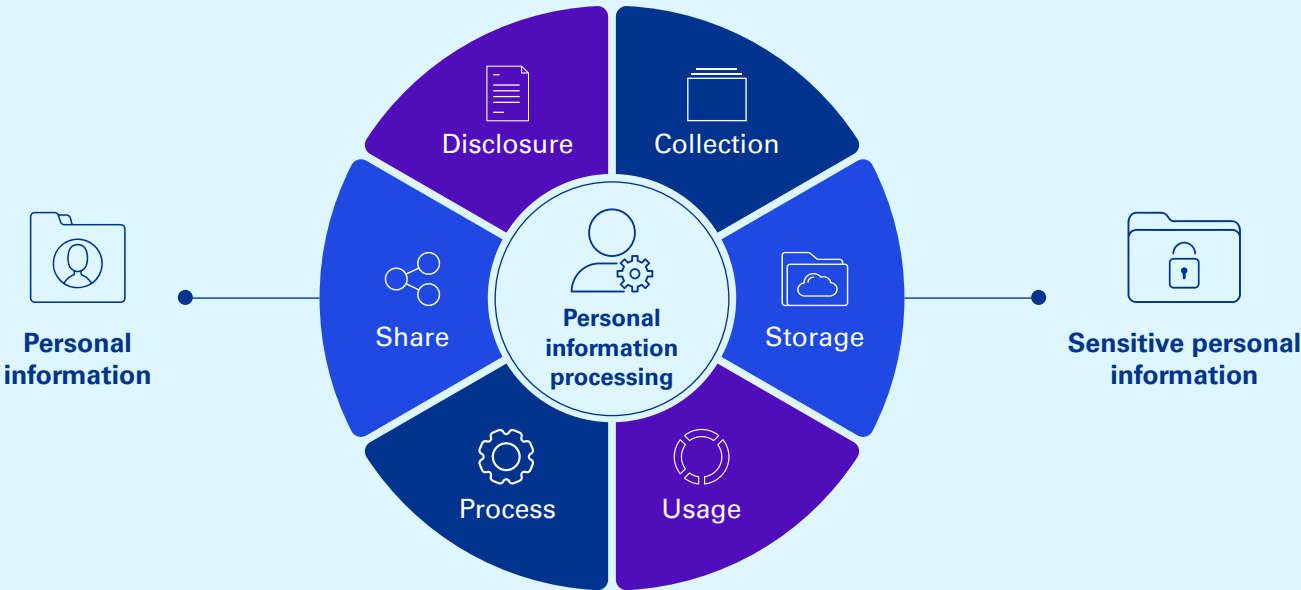 Disclosure
Collection
Personal
information
Share
Personal
information
processing
Storage
Sensitive personal
information
Process
Usage